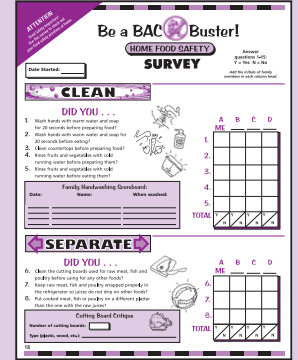 ATTENTION
Be a BAC Buster!
HOME FOOD SAFETY
SURVEY
Answer
questions 1-15:
Y = Yes N = No
Add the initials of family
members in each column head.
Date Started:
CLEAN
DID YOU . . .
1. Wash hands with warm water and soap
for 20 seconds before preparing food?
2. Wash hands with warm water and soap for
20 seconds before eating?
3. Clean countertops before preparing food?
4. Rinse fruits and vegetables with cold
running water before preparing them?
5. Rinse fruits and vegetables with cold
running water before eating them?
A B C D
ME
1.
2.
3.
4.
5.
TOTAL Y N Y N Y N Y N
Family Handwashing Scoreboard:
Date: Name: When washed:
SEPARATE
DID YOU . . .
6. Clean the cutting boards used for raw meat, fish and
poultry before using for any other foods?
7. Keep raw meat, fish and poultry wrapped properly in
the refrigerator so juices do not drip on other foods?
8. Put cooked meat, fish or poultry on a different platter
than the one with the raw juices?
A B C D
ME
6.
7.
8.
TOTAL Y N Y N Y N Y N
Cutting Board Critique
Number of cutting boards:
Type (plastic, wood, etc.):
18